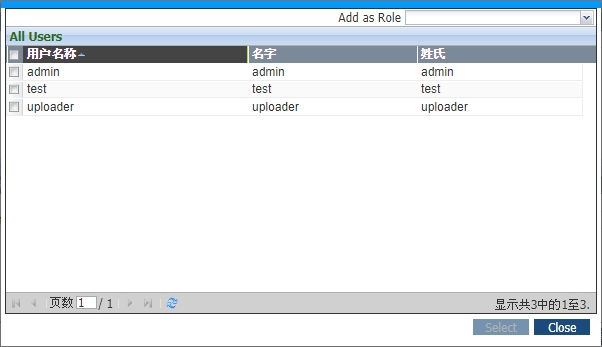 Add as Role
All Users
用户名称 名字 姓氏
admin admin admin
test test test
uploader uploader uploader
页数 1 / 1 显示共3中的1至3.
Select Close